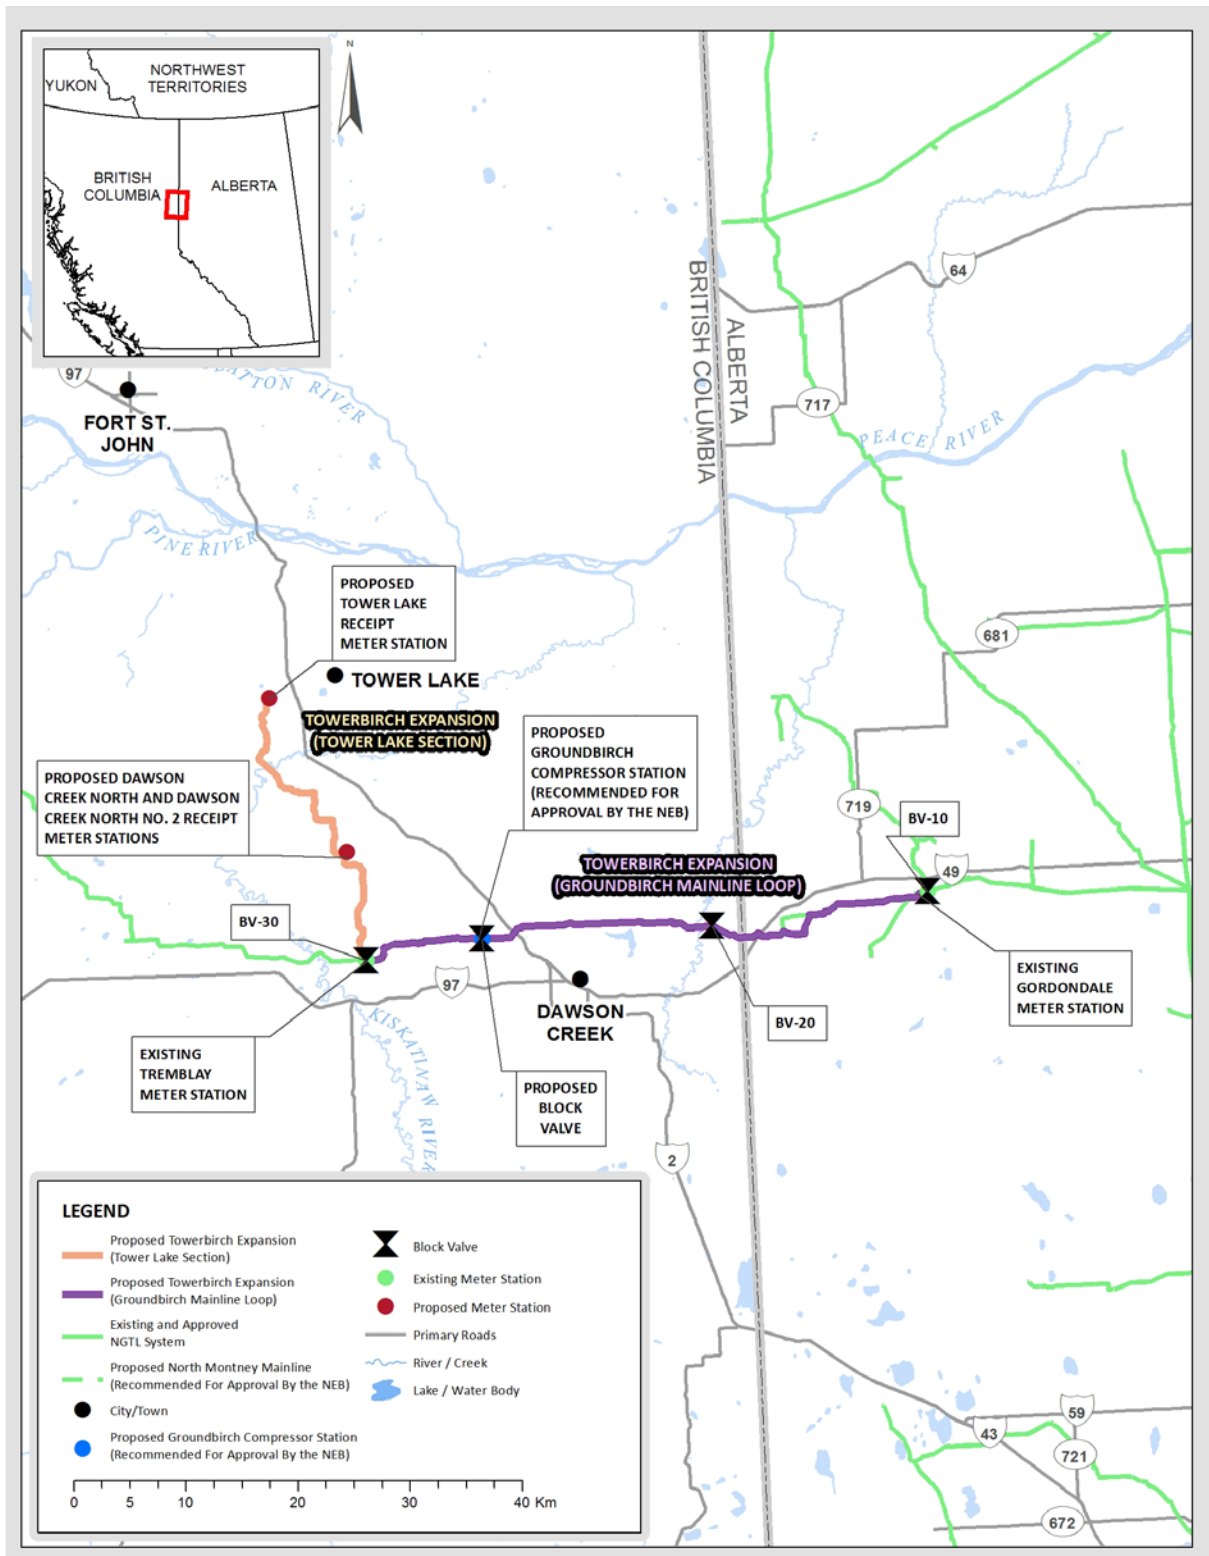 YUKON
NORTHWEST
TERRITORIES
BRITISH
COLUMBIA
ALBERTA
N
64
BRITISH COLUMBIA
ALBERTA
97
FORT ST.
JOHN
RIVER
717
PEACE RIVER
PINE RIVER
PROPOSED
TOWER LAKE
RECEIPT
METER STATION
681
TOWER LAKE
TOWERBIRCH EXPANSION
(TOWER LAKE SECTION)
PROPOSED
GROUNDBIRCH
COMPRESSOR STATION
(RECOMMENDED FOR
APPROVAL BY THE NEB)
PROPOSED DAWSON
CREEK NORTH AND DAWSON
CREEK NORTH NO. 2 RECEIPT
METER STATIONS
719
BV-10
TOWERBIRCH EXPANSION
(GROUNDBIRCH MAINLINE LOOP)
49
BV-30
97
DAWSON
CREEK
EXISTING
GORDONDALE
METER STATION
BV-20
KISKATINAW RIVER
EXISTING
TREMBLAY
METER STATION
PROPOSED
BLOCK
VALVE
2
LEGEND
Proposed Towerbirch Expansion
(Tower Lake Section)
Proposed Towerbirch Expansion
(Groundbirch Mainline Loop)
Existing and Approved
NGTL System
Proposed North Montney Mainline
(Recommended For Approval By the NEB)
City/Town
Proposed Groundbirch Compressor Station
(Recommended For Approval By the NEB)
Block Valve
Existing Meter Station
Proposed Meter Station
Primary Roads
River / Creek
Lake / Water Body
0 5 10 20 30 40 Km
59
43
721
672